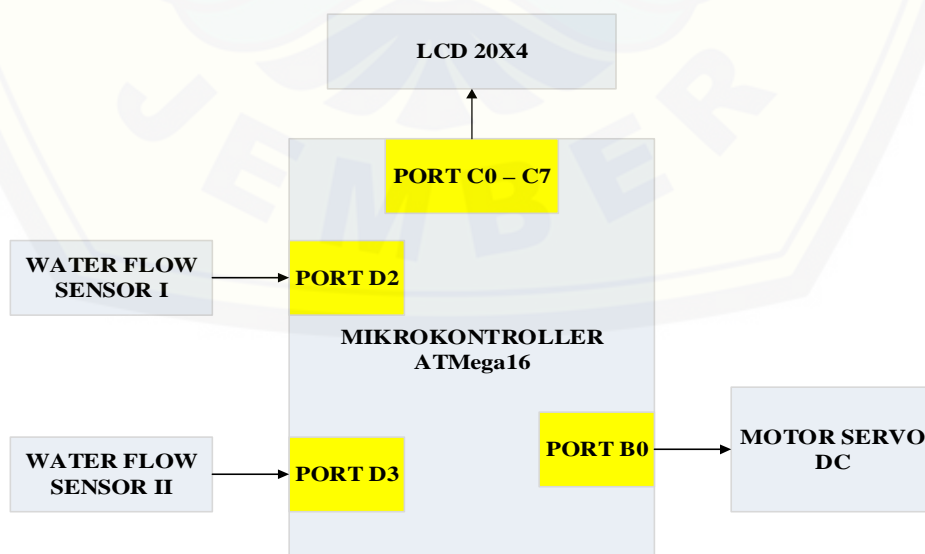 JEMBER
LCD 20X4
PORT C0 – C7
WATER FLOW
SENSOR I
PORT D2
MIKROKONTROLLER
ATMega16
WATER FLOW
SENSOR II
PORT D3
PORT B0
MOTOR SERVO
DC